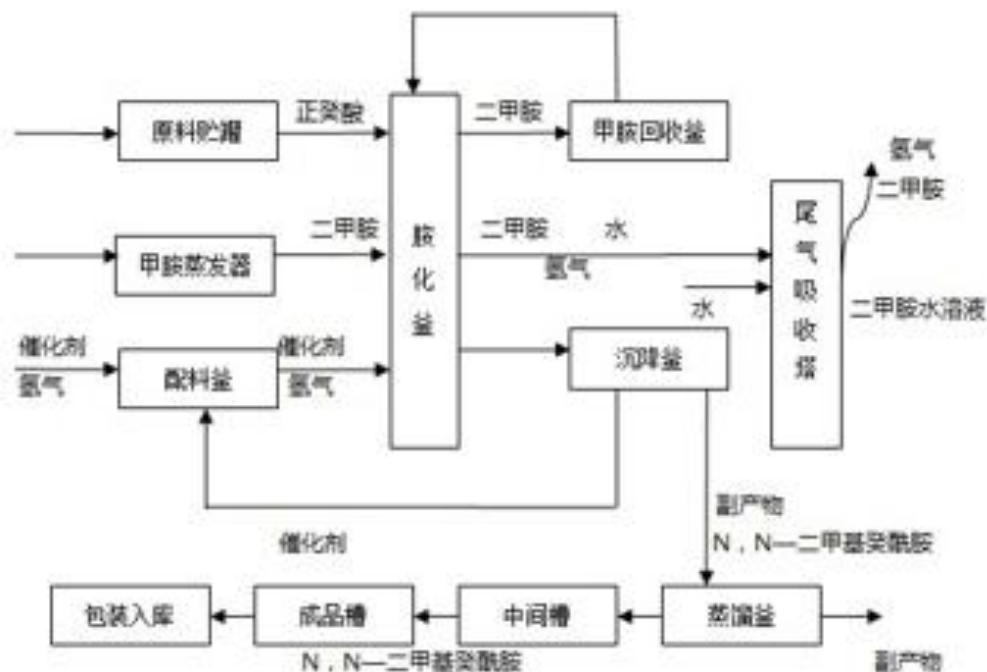 正癸酸
二甲胺
原料贮罐
甲胺回收釜
氢气
二甲胺
胺化釜
尾气吸收塔
二甲胺
二甲胺
水
甲胺蒸发器
氢气
水
二甲胺水溶液
催化剂
催化剂
配料釜
沉降釜
氢气
氢气
副产物
催化剂
N，N—二甲基癸酰胺
包装入库
成品槽
中间槽
蒸馏釜
N，N—二甲基癸酰胺
副产物